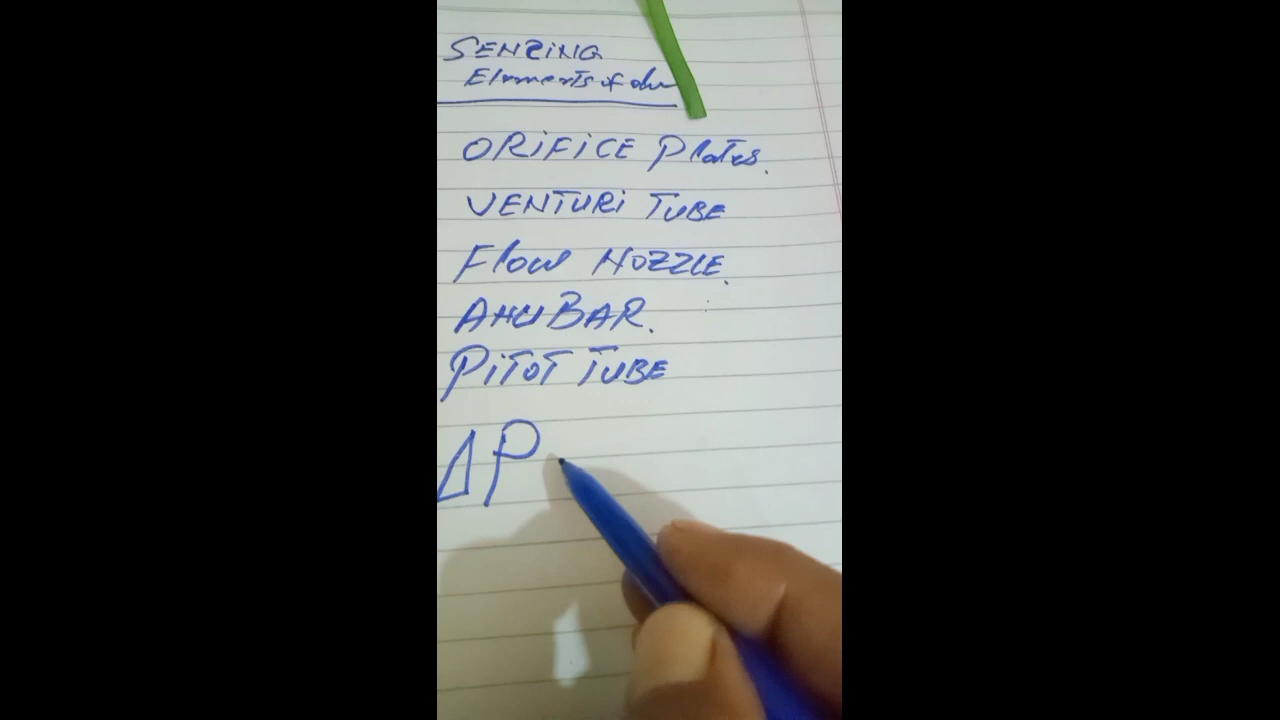 SENSING
Elements of
ORIFICE Plates.
VENTURI TUBE
Flow NOZZLE.
ANUBAR.
PITOT TUBE
ΔP